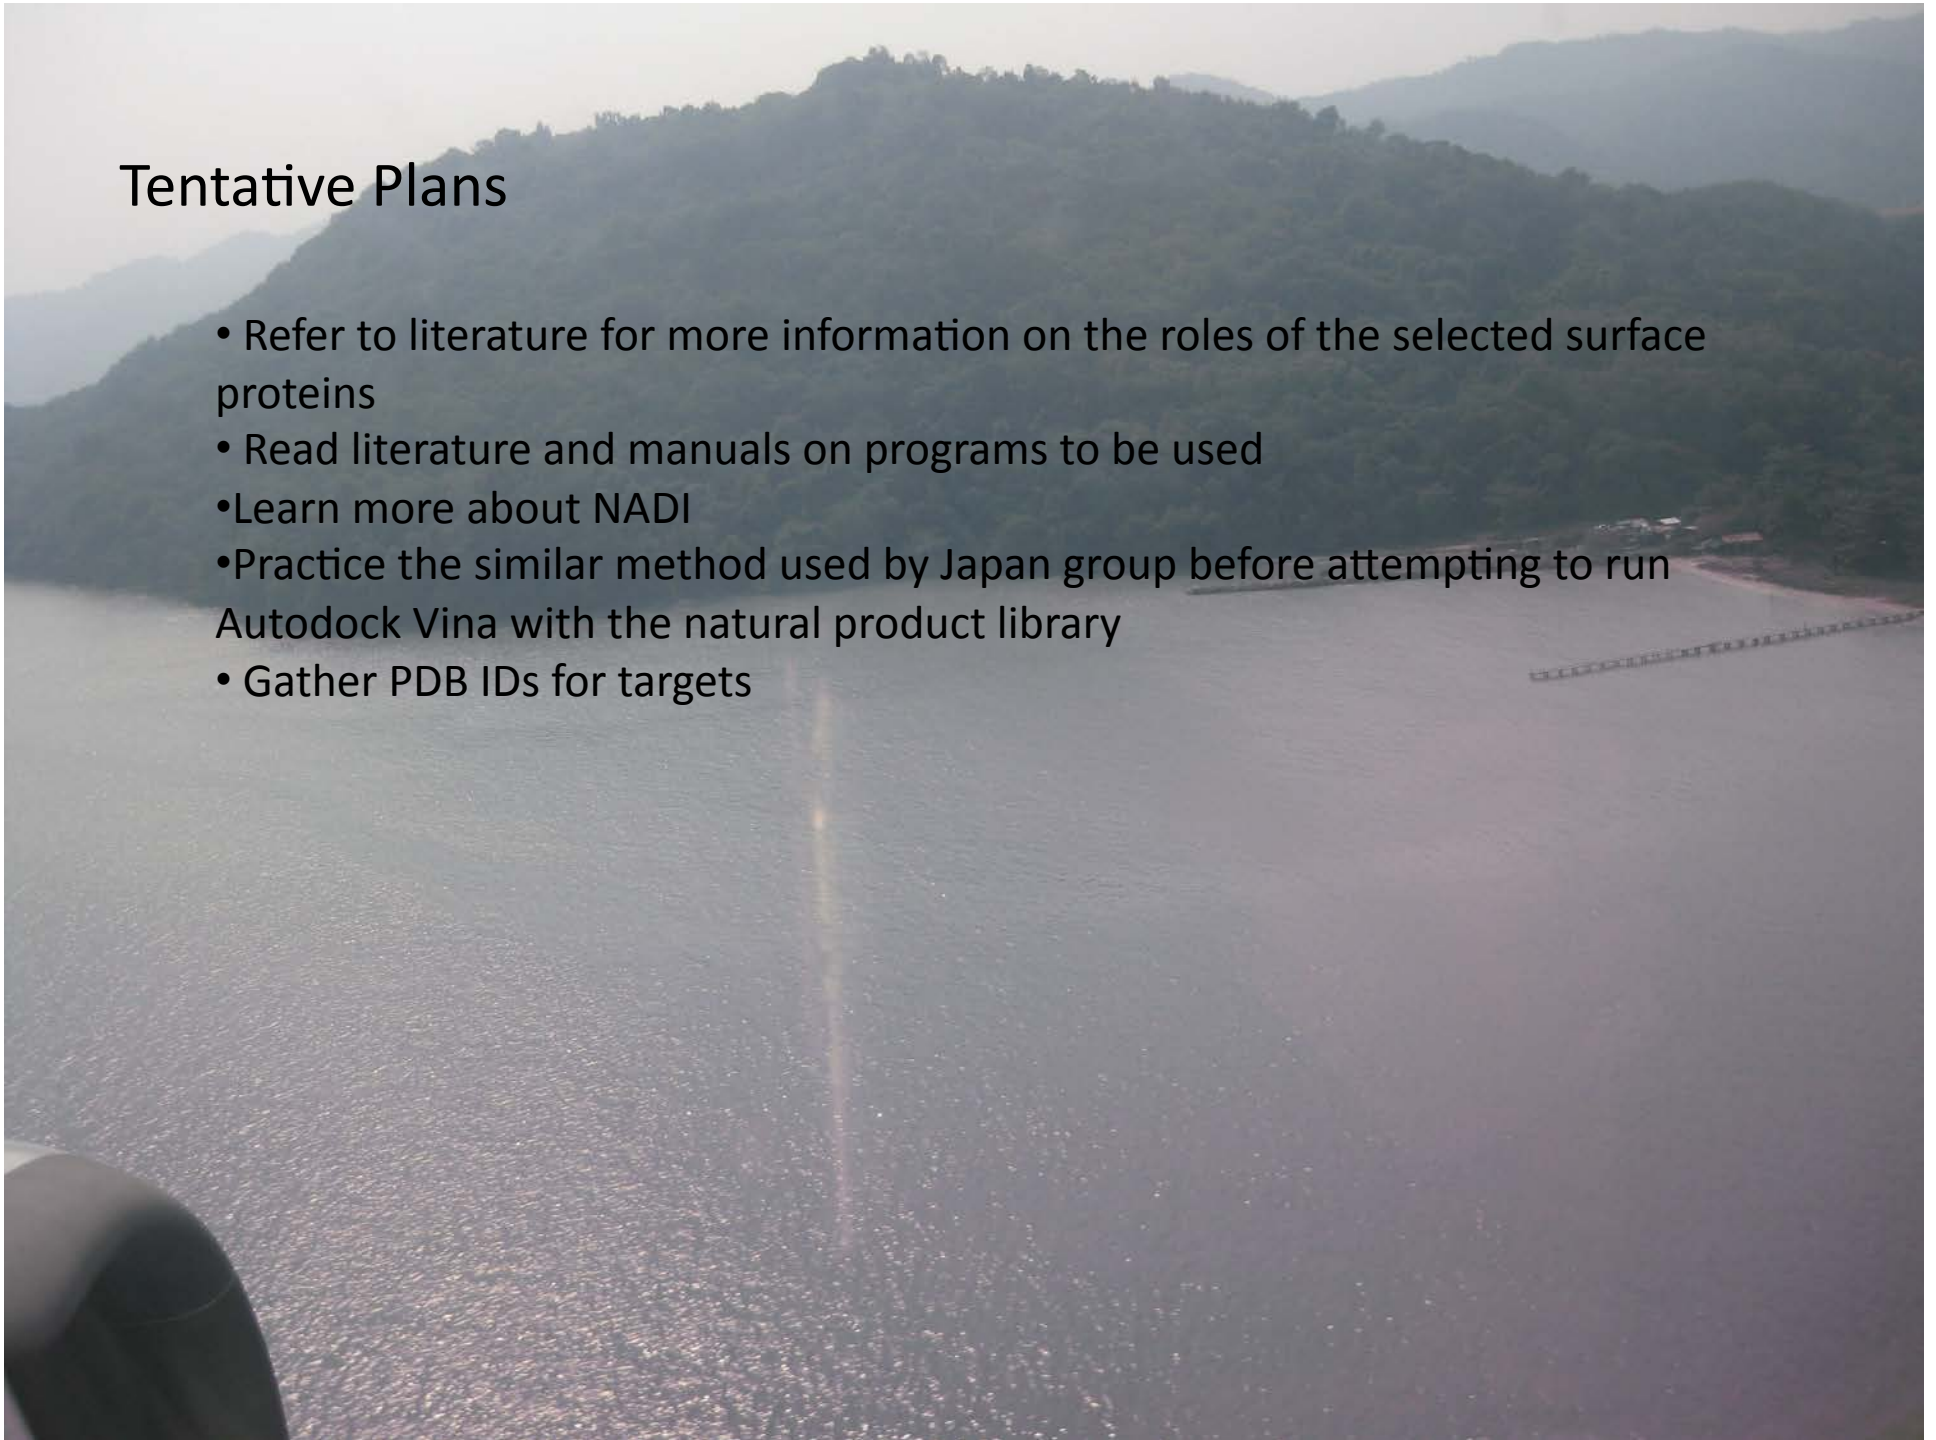 Tentative Plans
• Refer to literature for more information on the roles of the selected surface
proteins
• Read literature and manuals on programs to be used
•Learn more about NADI
•Practice the similar method used by Japan group before attempting to run
Autodock Vina with the natural product library
• Gather PDB IDs for targets